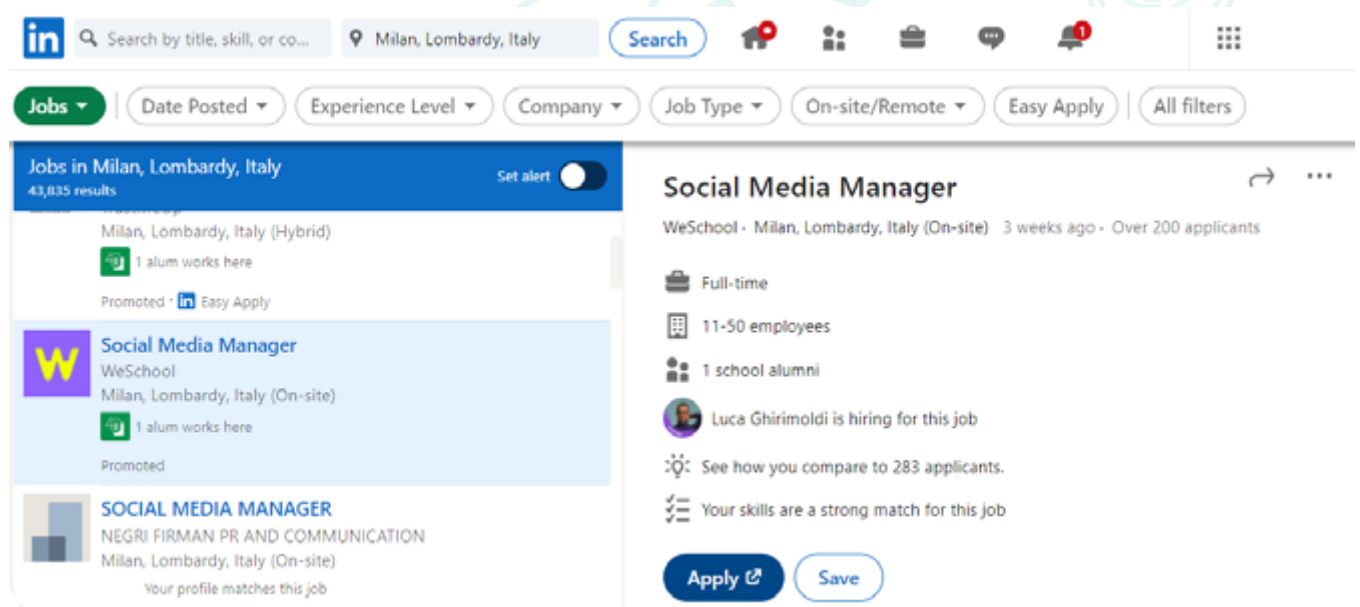 in Search by title, skill, or co... Milan, Lombardy, Italy Search 1
Jobs Date Posted Experience Level Company Job Type On-site/Remote Easy Apply All filters
Jobs in Milan, Lombardy, Italy
43,835 results
Set alert
Milan, Lombardy, Italy (Hybrid)
1 alum works here
Promoted · in Easy Apply
W
Social Media Manager
WeSchool
Milan, Lombardy, Italy (On-site)
1 alum works here
Promoted
SOCIAL MEDIA MANAGER
NEGRI FIRMAN PR AND COMMUNICATION
Milan, Lombardy, Italy (On-site)
Your profile matches this job
Social Media Manager
WeSchool · Milan, Lombardy, Italy (On-site) 3 weeks ago · Over 200 applicants
Full-time
11-50 employees
1 school alumni
Luca Ghirimoldi is hiring for this job
See how you compare to 283 applicants.
Your skills are a strong match for this job
Apply Save